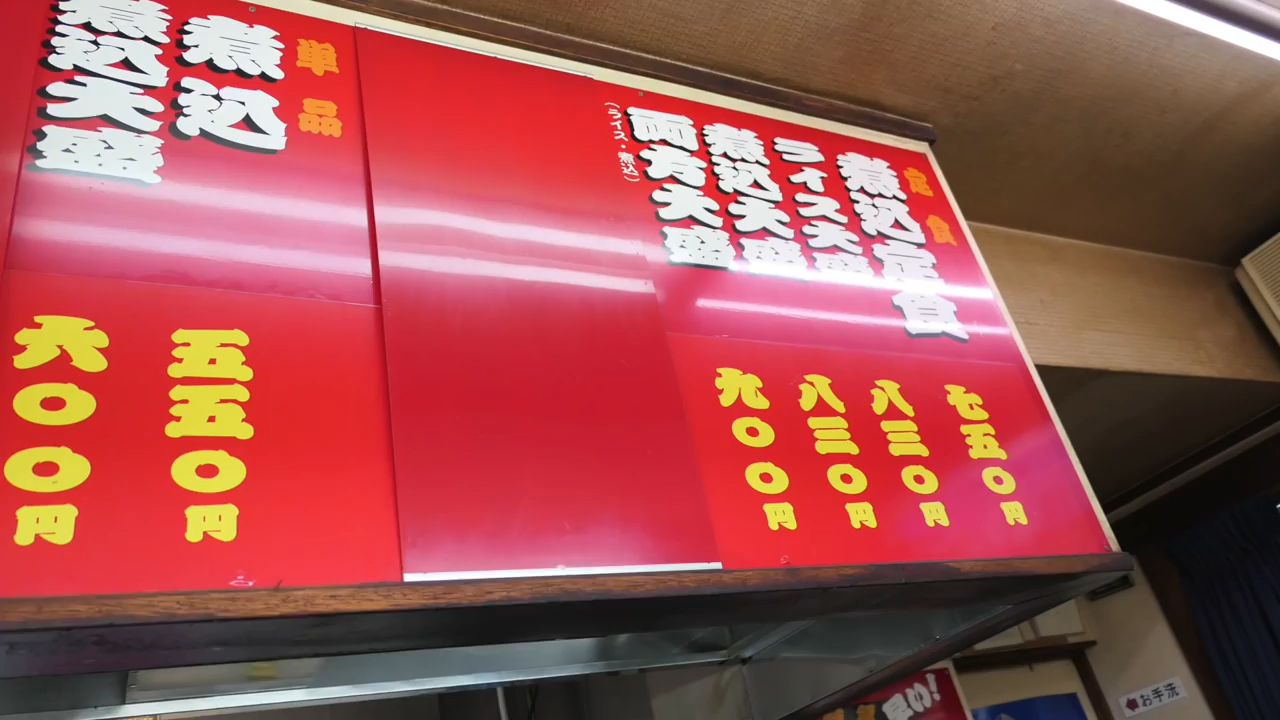 定食
煮込定食
七五〇円
ライス大盛
八三〇円
煮込大盛
八三〇円
両方大盛
(ライス・煮込)
九〇〇円
単品
煮込
五五〇円
煮込大盛
六〇〇円
早い!
お手洗